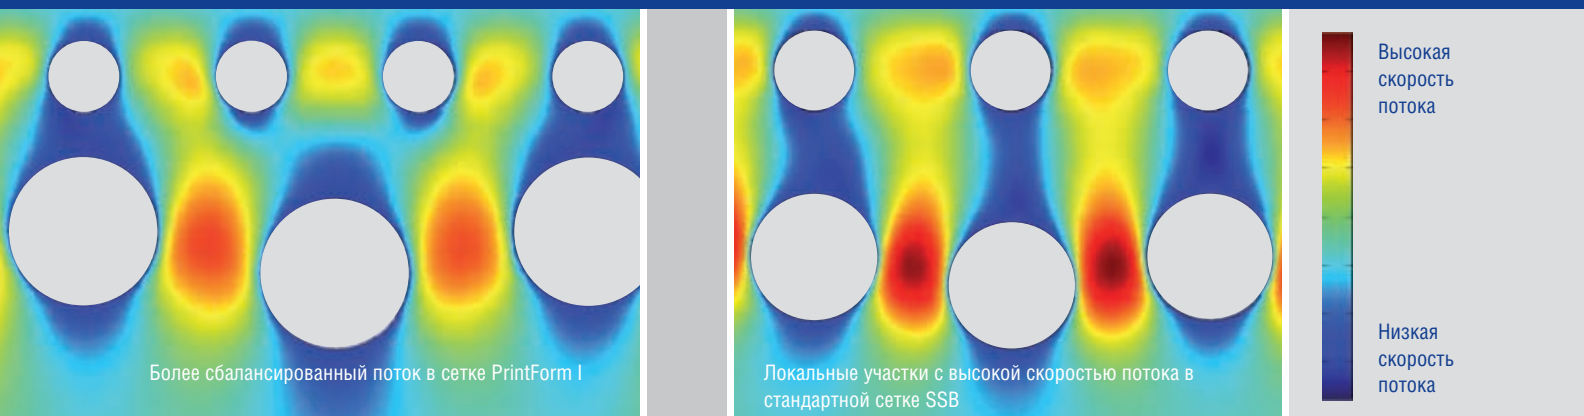 Более сбалансированный поток в сетке PrintForm I
Локальные участки с высокой скоростью потока в
стандартной сетке SSB
Высокая
скорость
потока
Низкая
скорость
потока